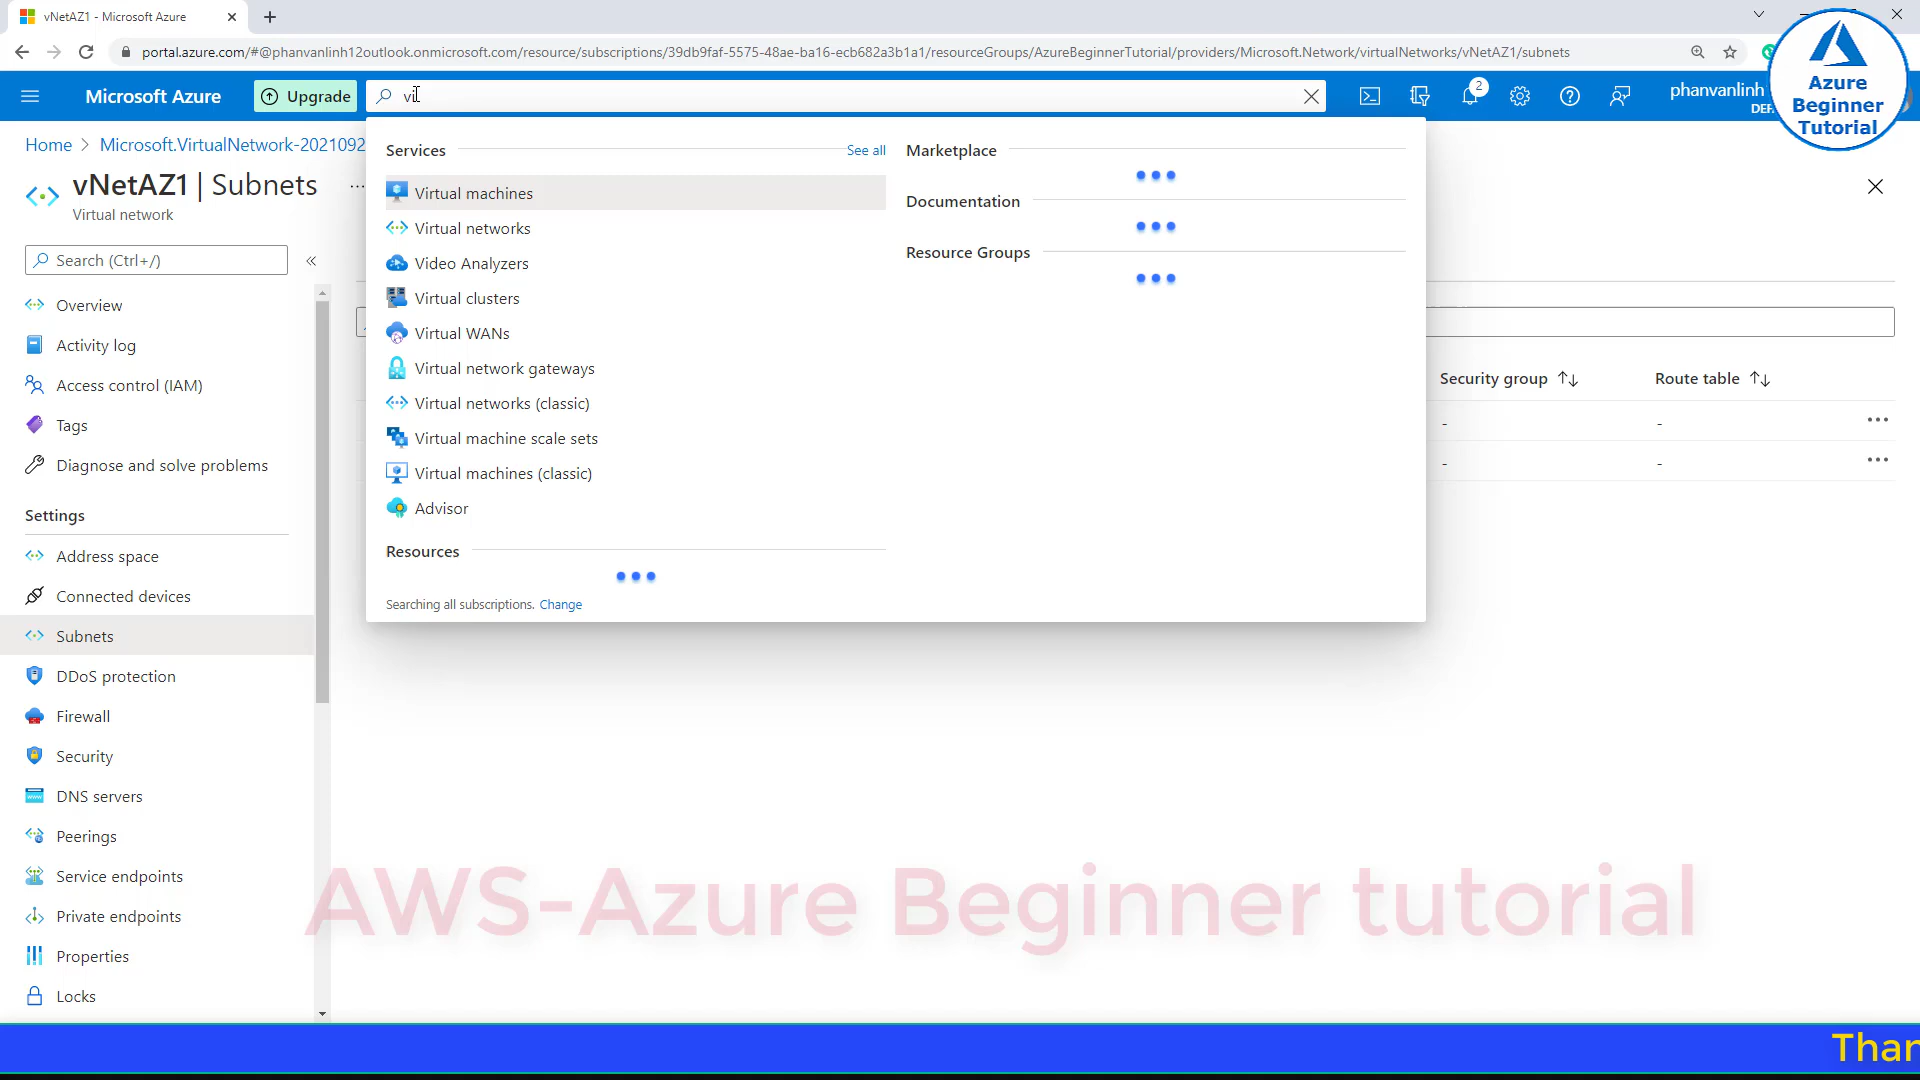 vNetAZ1 - Microsoft Azure
portal.azure.com/#@phanvanlinh12outlook.onmicrosoft.com/resource/subscriptions/39db9faf-5575-48ae-ba16-ecb682a3b1a1/resourceGroups/AzureBeginnerTutorial/providers/Microsoft.Network/virtualNetworks/vNetAZ1/subnets
Microsoft Azure
Upgrade
vi
2
phanvanlinh
DEF
Azure
Beginner
Tutorial
Home
Microsoft.VirtualNetwork-2021092
vNetAZ1 | Subnets
Virtual network
Search (Ctrl+/)
Overview
Activity log
Access control (IAM)
Tags
Diagnose and solve problems
Settings
Address space
Connected devices
Subnets
DDoS protection
Firewall
Security
DNS servers
Peerings
Service endpoints
Private endpoints
Properties
Locks
Services
See all
Virtual machines
Virtual networks
Video Analyzers
Virtual clusters
Virtual WANs
Virtual network gateways
Virtual networks (classic)
Virtual machine scale sets
Virtual machines (classic)
Advisor
Resources
Searching all subscriptions. Change
Marketplace
Documentation
Resource Groups
Security group
Route table
-
-
-
-
AWS-Azure Beginner tutorial
Than